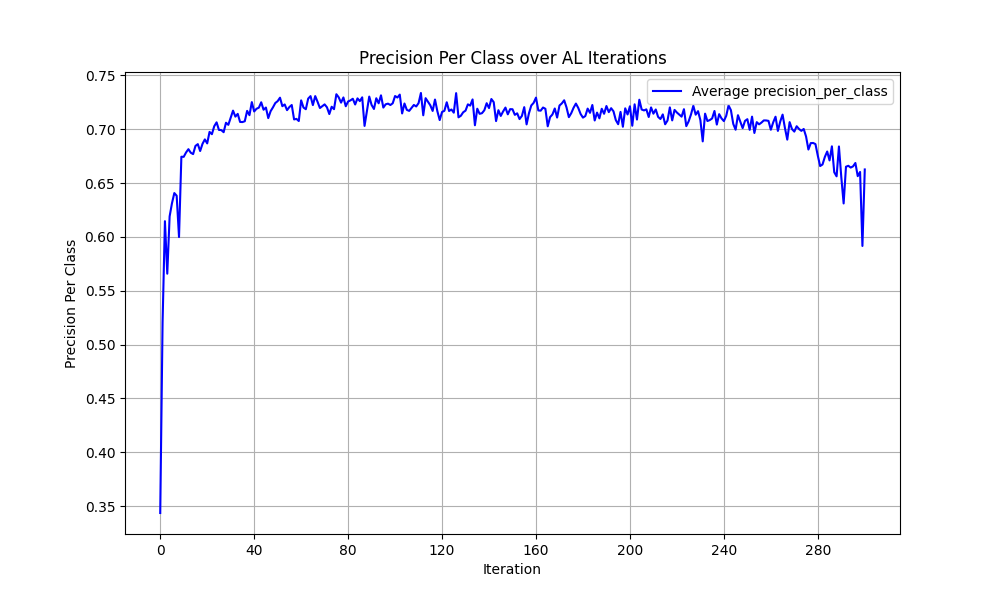 Precision Per Class over AL Iterations
Average precision_per_class
Precision Per Class
0.75
0.70
0.65
0.60
0.55
0.50
0.45
0.40
0.35
0 40 80 120 160 200 240 280
Iteration